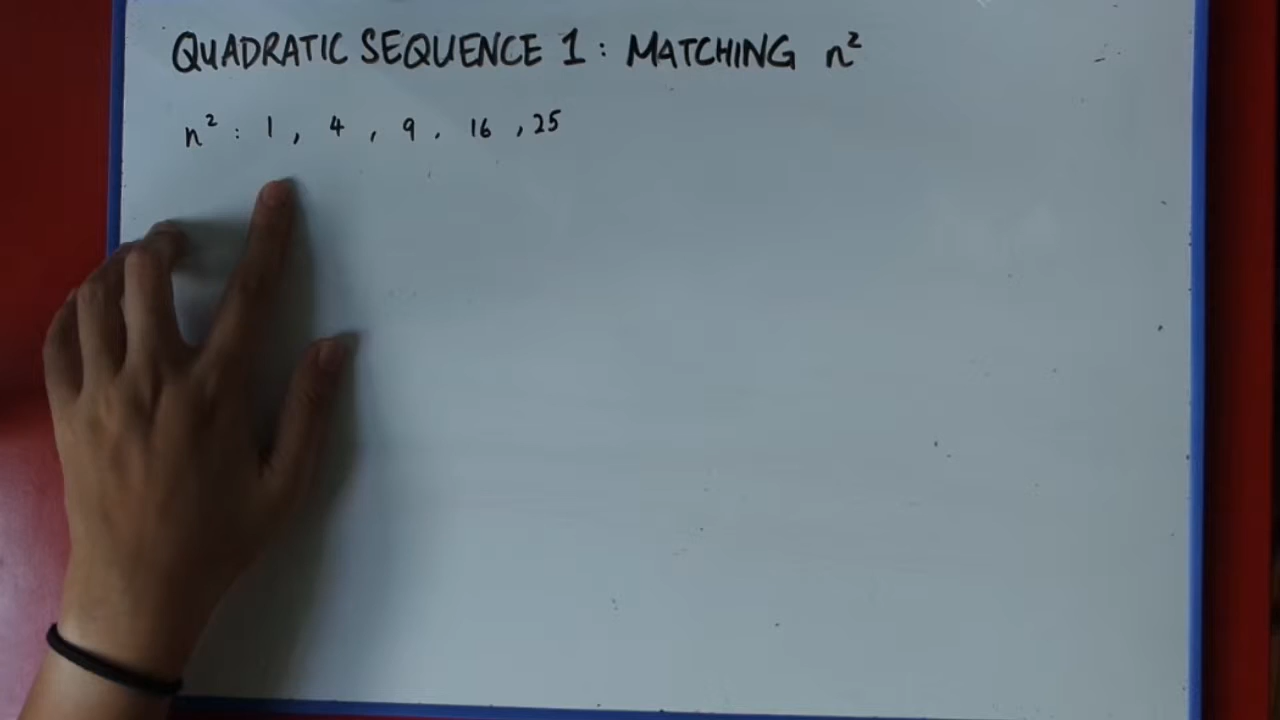 QUADRATIC SEQUENCE 1: MATCHING n²
n² : 1, 4, 9, 16, 25